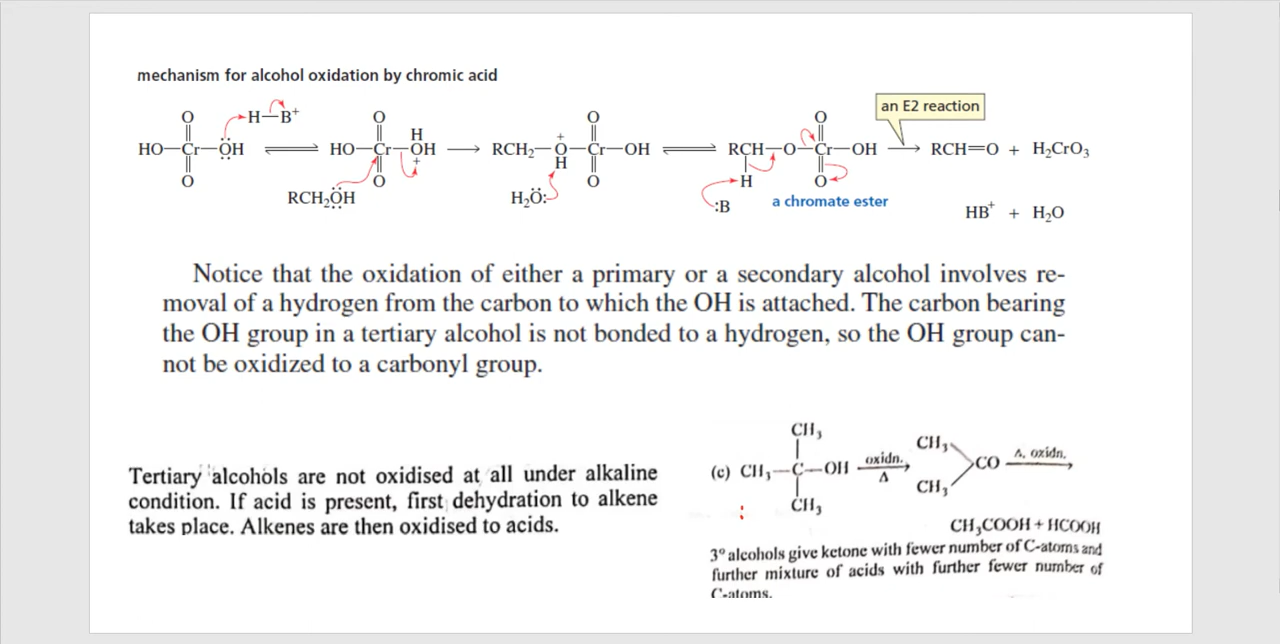 mechanism for alcohol oxidation by chromic acid
an E2 reaction
O O H O O
H—B⁺
HO—Cr—ÖH ⇌ HO—Cr—OH → RCH₂—O—Cr—OH ⇌ RCH—O—Cr—OH → RCH=O + H₂CrO₃
+ + H
O O O H O
RCH₂ÖH H₂Ö: :B a chromate ester
HB⁺ + H₂O
Notice that the oxidation of either a primary or a secondary alcohol involves re-
moval of a hydrogen from the carbon to which the OH is attached. The carbon bearing
the OH group in a tertiary alcohol is not bonded to a hydrogen, so the OH group can-
not be oxidized to a carbonyl group.
Tertiary alcohols are not oxidised at all under alkaline
condition. If acid is present, first dehydration to alkene
takes place. Alkenes are then oxidised to acids.
CH₃
(c) CH₃—C—OH oxidn. Δ CH₃ CH₃ CO Δ, oxidn.
CH₃
CH₃COOH + HCOOH
3° alcohols give ketone with fewer number of C-atoms and
further mixture of acids with further fewer number of
C-atoms.